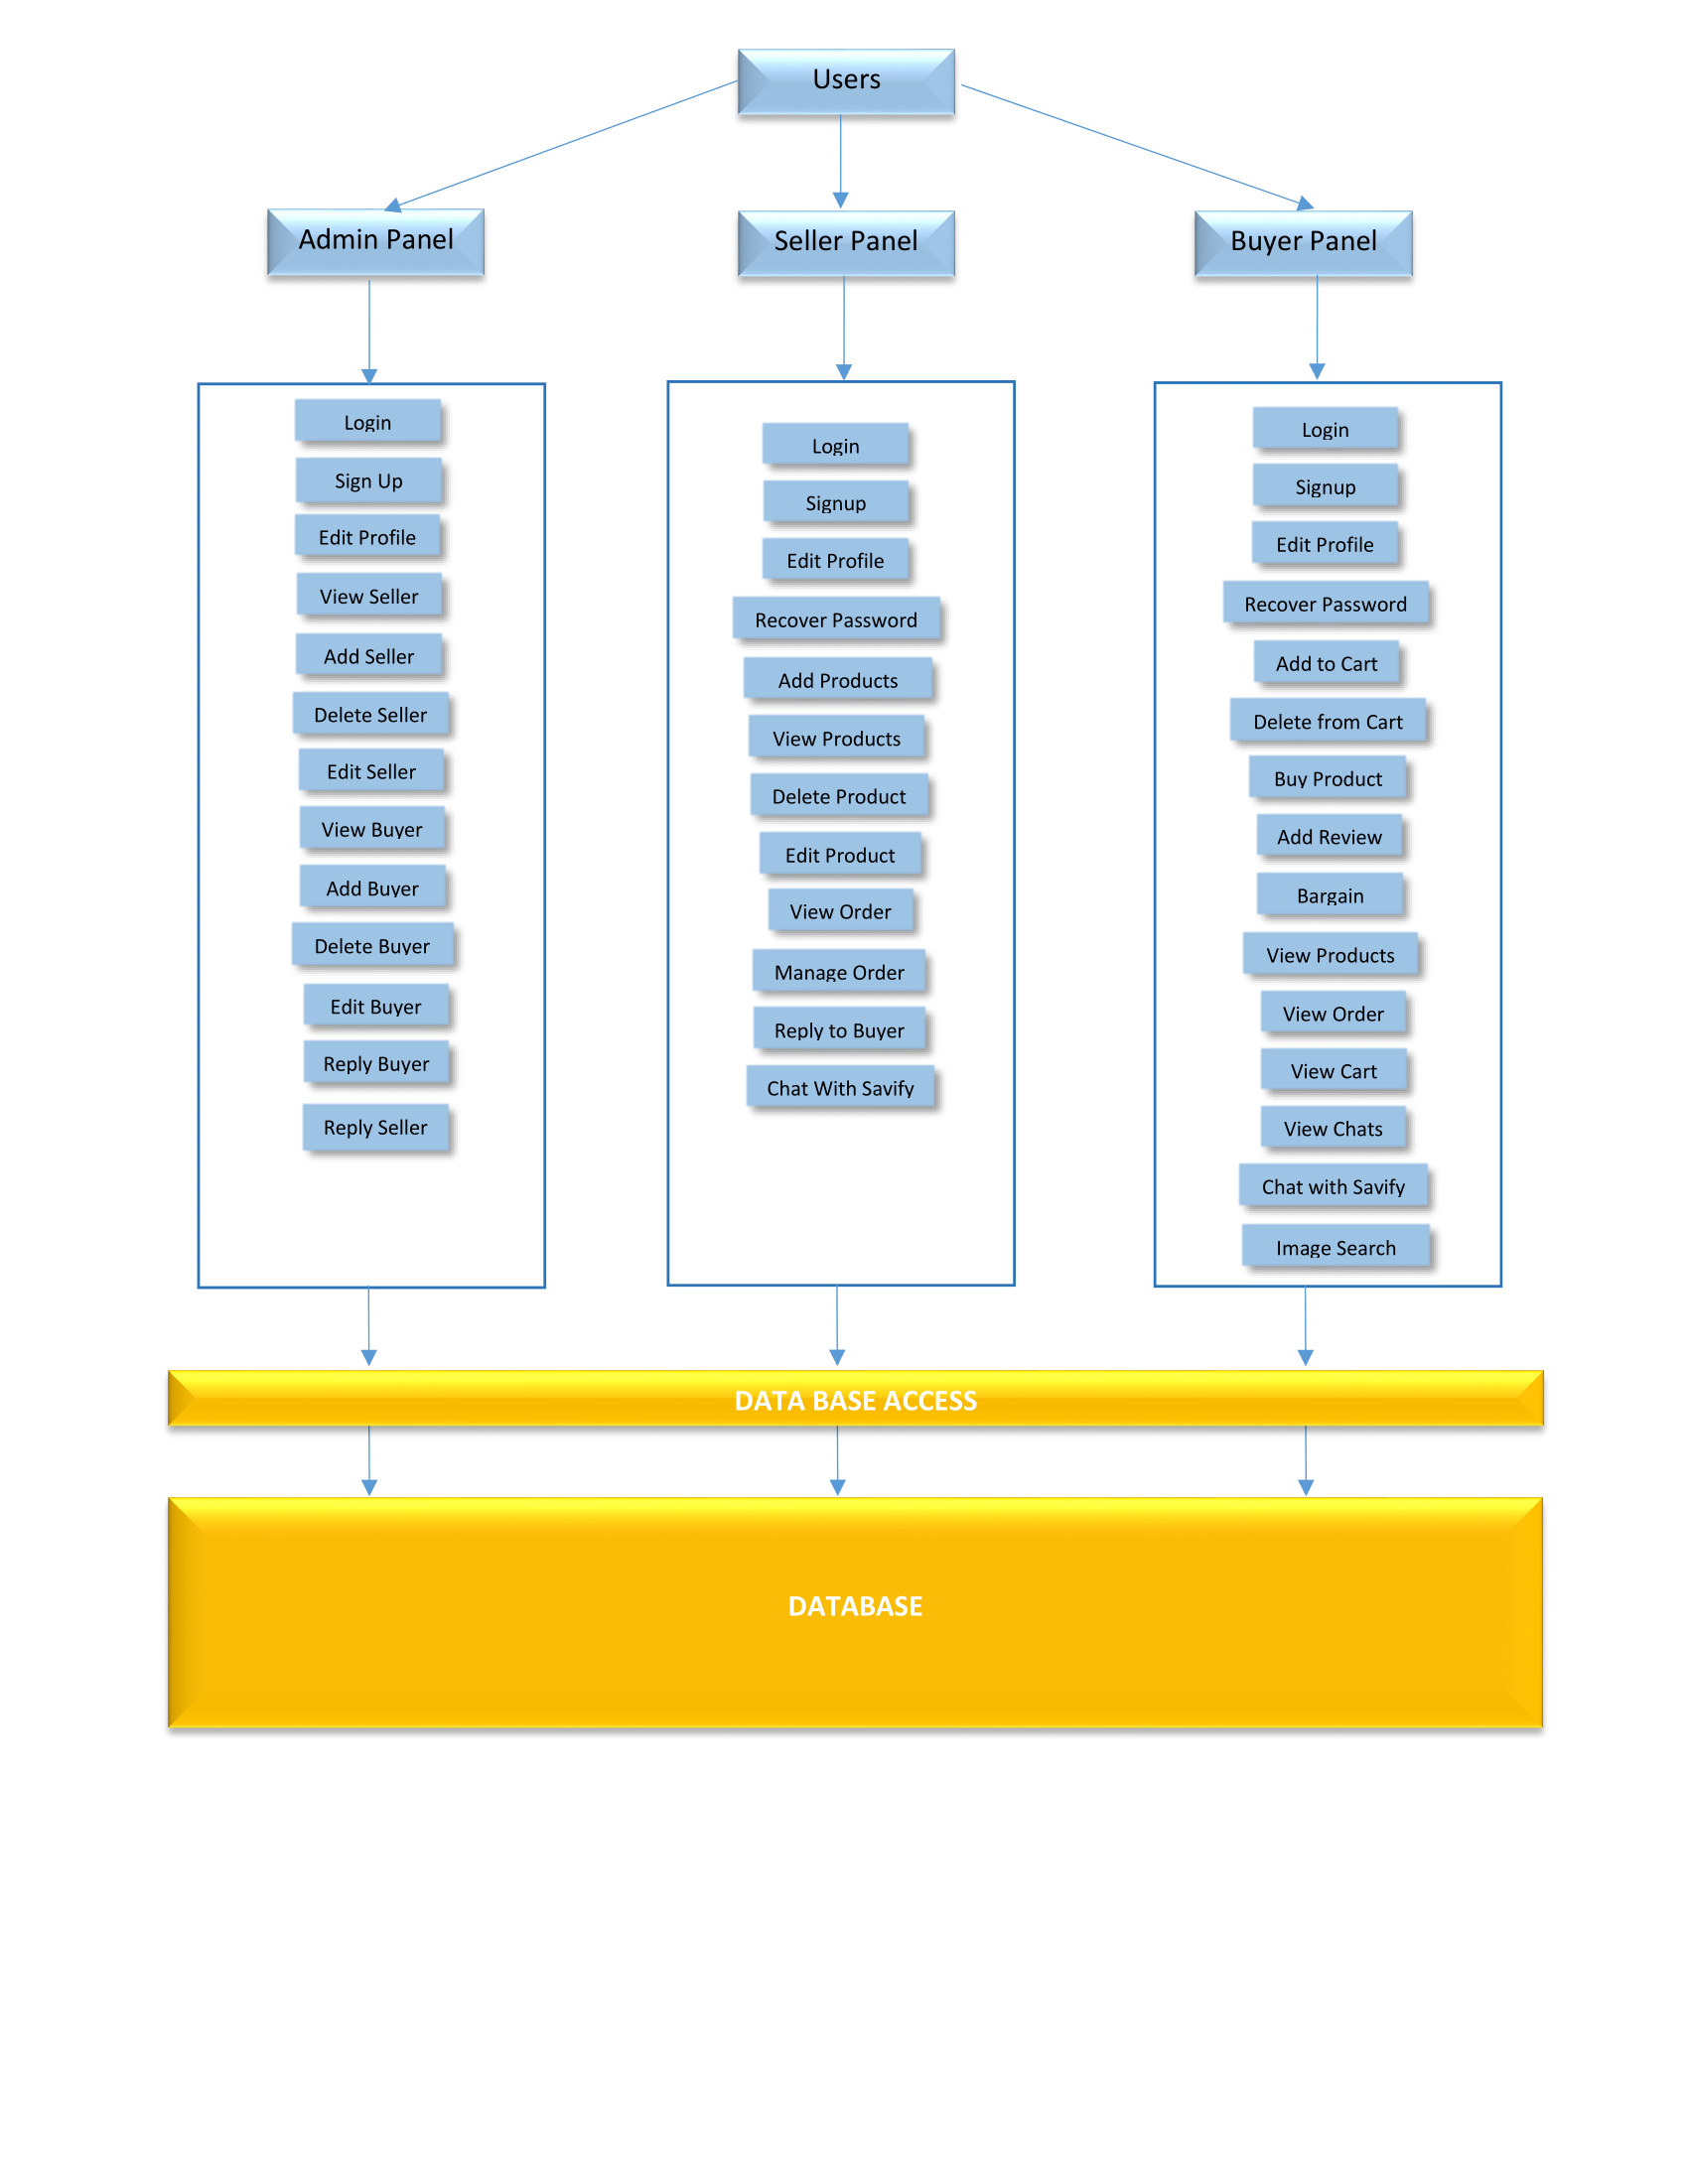 Users
Admin Panel
Seller Panel
Buyer Panel
Login
Sign Up
Edit Profile
View Seller
Add Seller
Delete Seller
Edit Seller
View Buyer
Add Buyer
Delete Buyer
Edit Buyer
Reply Buyer
Reply Seller
Login
Signup
Edit Profile
Recover Password
Add Products
View Products
Delete Product
Edit Product
View Order
Manage Order
Reply to Buyer
Chat With Savify
Login
Signup
Edit Profile
Recover Password
Add to Cart
Delete from Cart
Buy Product
Add Review
Bargain
View Products
View Order
View Cart
View Chats
Chat with Savify
Image Search
DATA BASE ACCESS
DATABASE